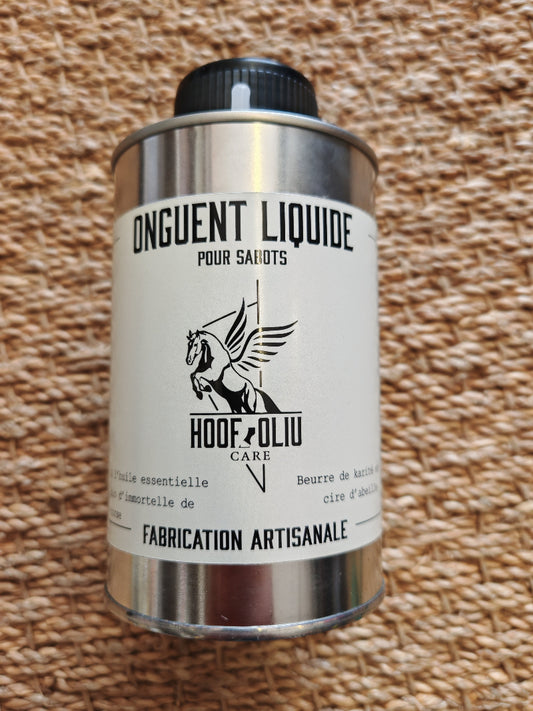 ONGUENT LIQUIDE
POUR SABOTS
HOOF OLIU
CARE
l'huile essentielle
d'immortelle de
Beurre de karité
cire d'abeille
FABRICATION ARTISANALE